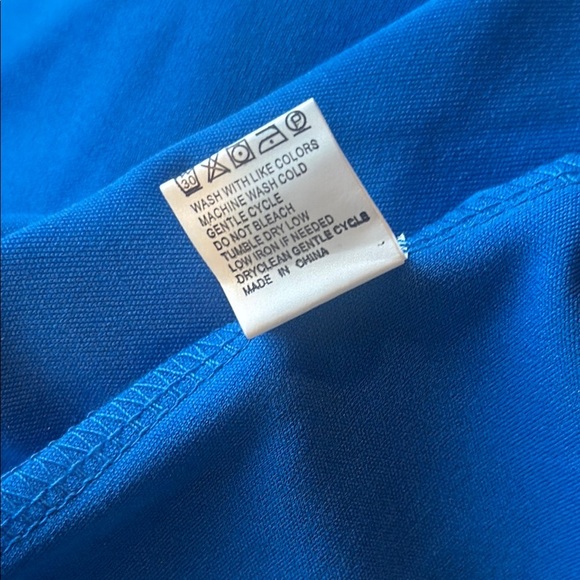 30 P
WASH WITH LIKE COLORS
MACHINE WASH COLD
GENTLE CYCLE
DO NOT BLEACH
TUMBLE DRY LOW
LOW IRON IF NEEDED
DRYCLEAN GENTLE CYCLE
MADE IN CHINA